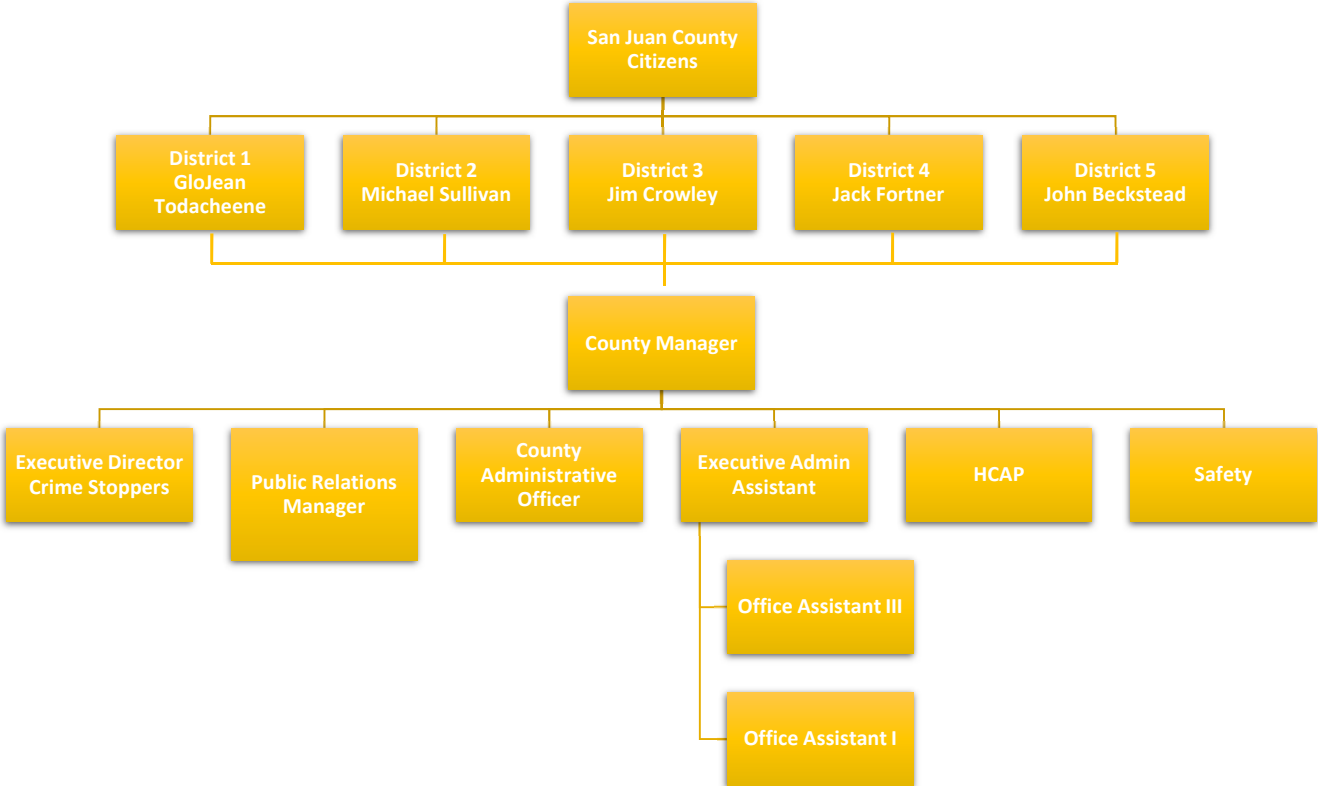 San Juan County
Citizens
District 1
GloJean
Todacheene
District 2
Michael Sullivan
District 3
Jim Crowley
District 4
Jack Fortner
District 5
John Beckstead
County Manager
Executive Director
Crime Stoppers
Public Relations
Manager
County
Administrative
Officer
Executive Admin
Assistant
HCAP
Safety
Office Assistant III
Office Assistant I